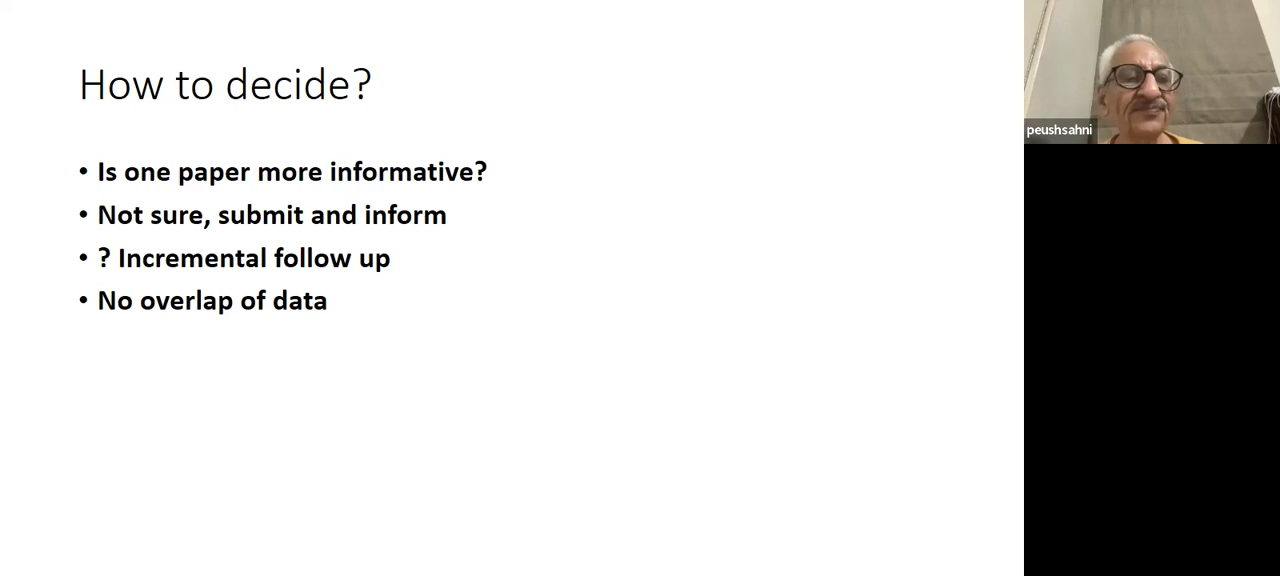 How to decide?
• Is one paper more informative?
• Not sure, submit and inform
• ? Incremental follow up
• No overlap of data
peushsahni